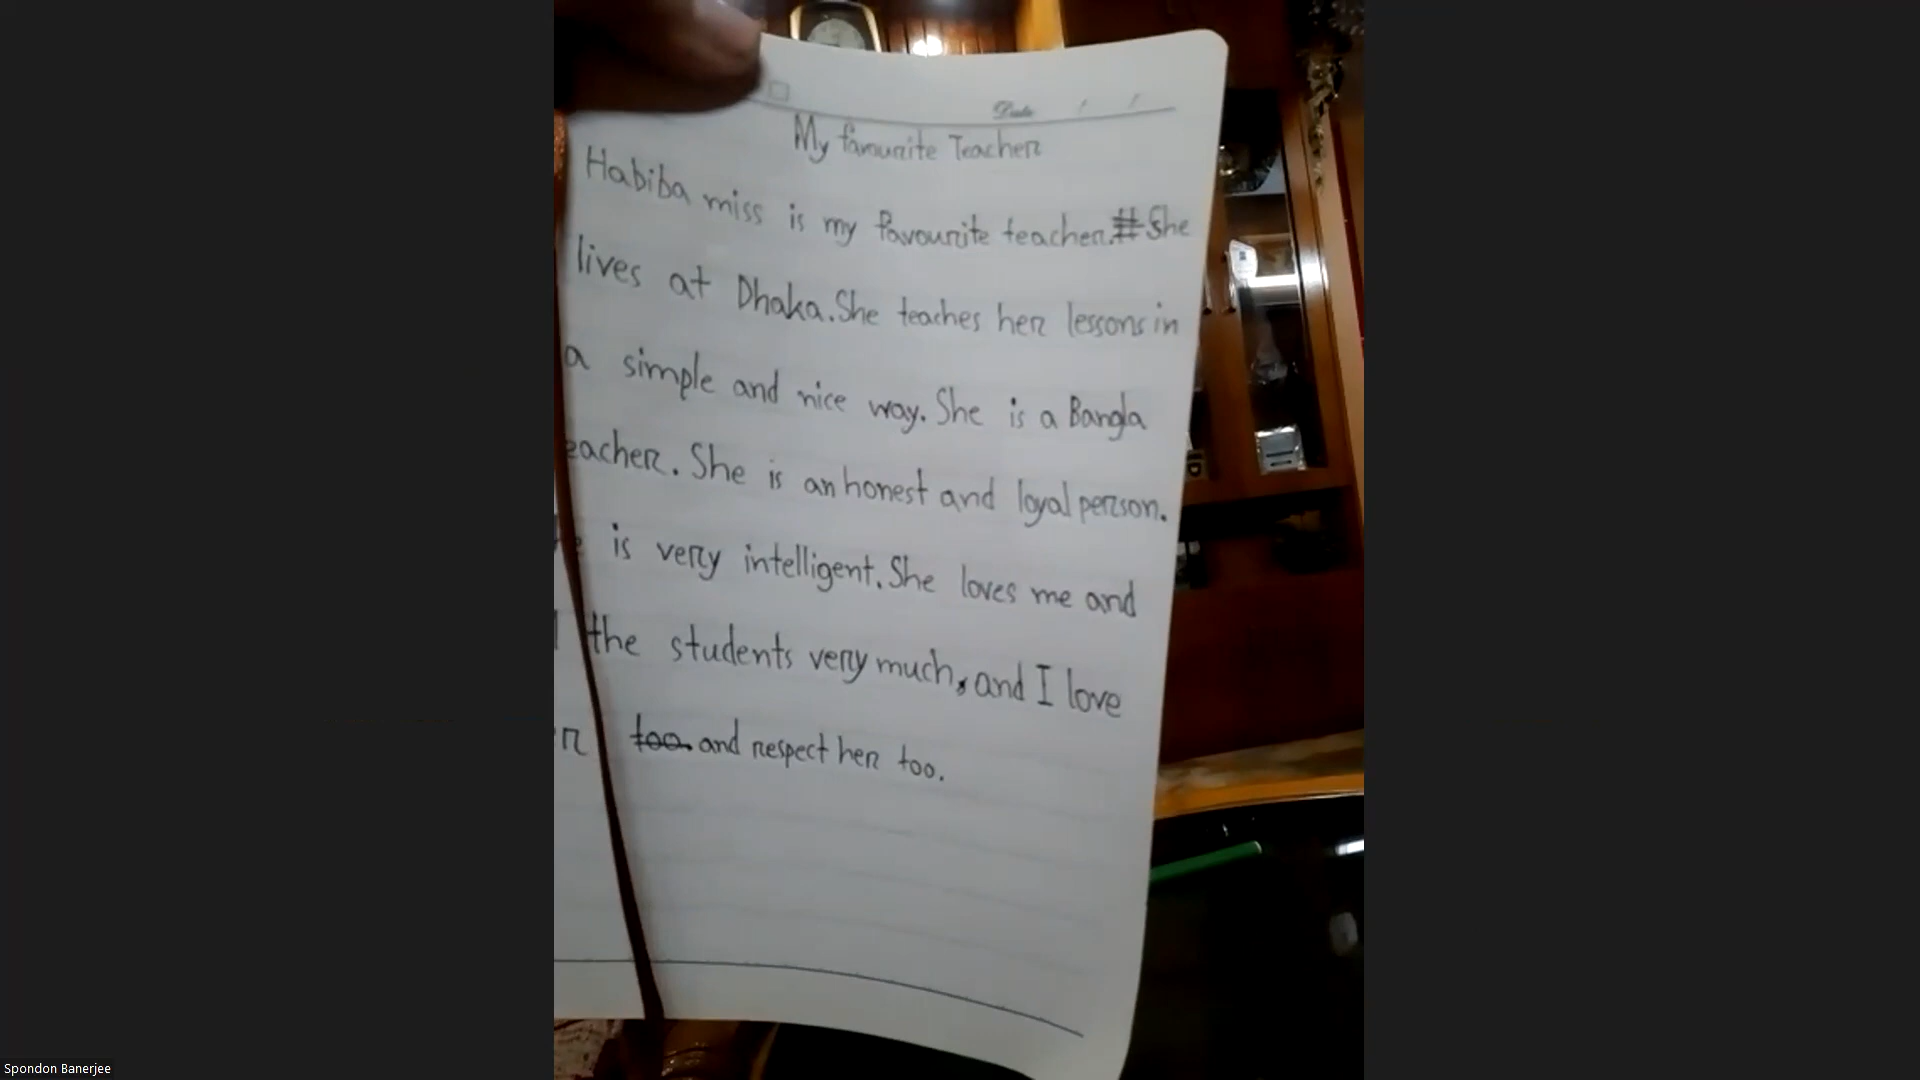 Date / /
My favourite Teacher
Habiba miss is my favourite teacher. She
lives at Dhaka. She teaches her lessons in
a simple and nice way. She is a Bangla
eacher. She is an honest and loyal person.
is very intelligent. She loves me and
the students very much, and I love
r too. and respect her too.
Spondon Banerjee